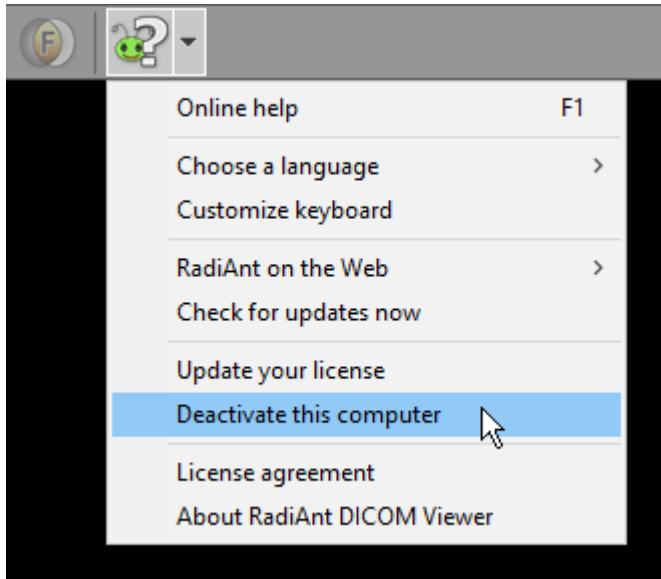 F
?
Online help F1
Choose a language >
Customize keyboard
RadiAnt on the Web >
Check for updates now
Update your license
Deactivate this computer
License agreement
About RadiAnt DICOM Viewer